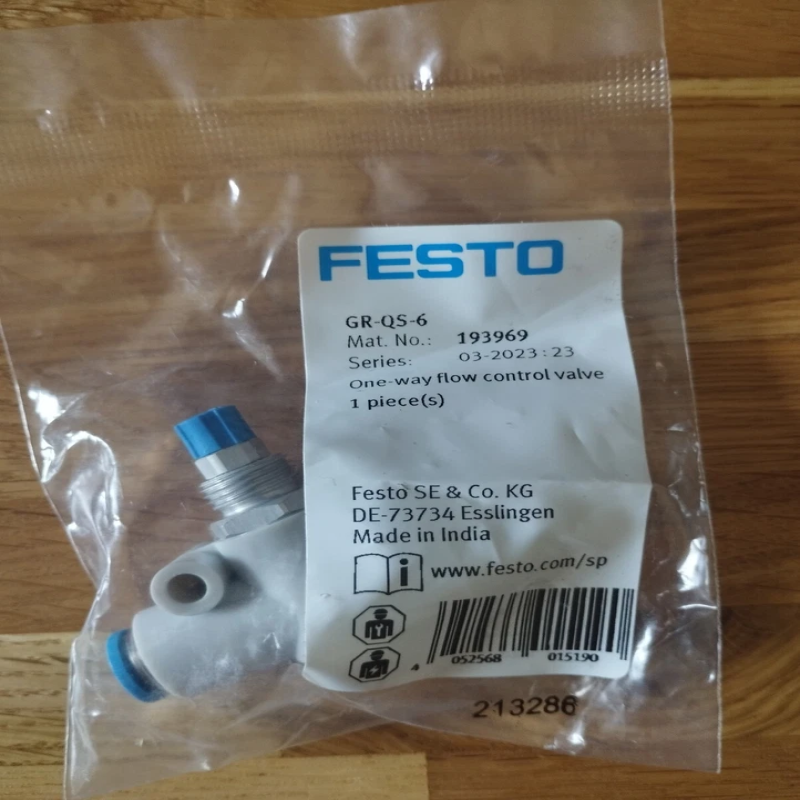 FESTO
GR-QS-6
Mat. No.: 193969
Series: 03-2023 : 23
One-way flow control valve
1 piece(s)
Festo SE & Co. KG
DE-73734 Esslingen
Made in India
i www.festo.com/sp
4 052568 015190
213286